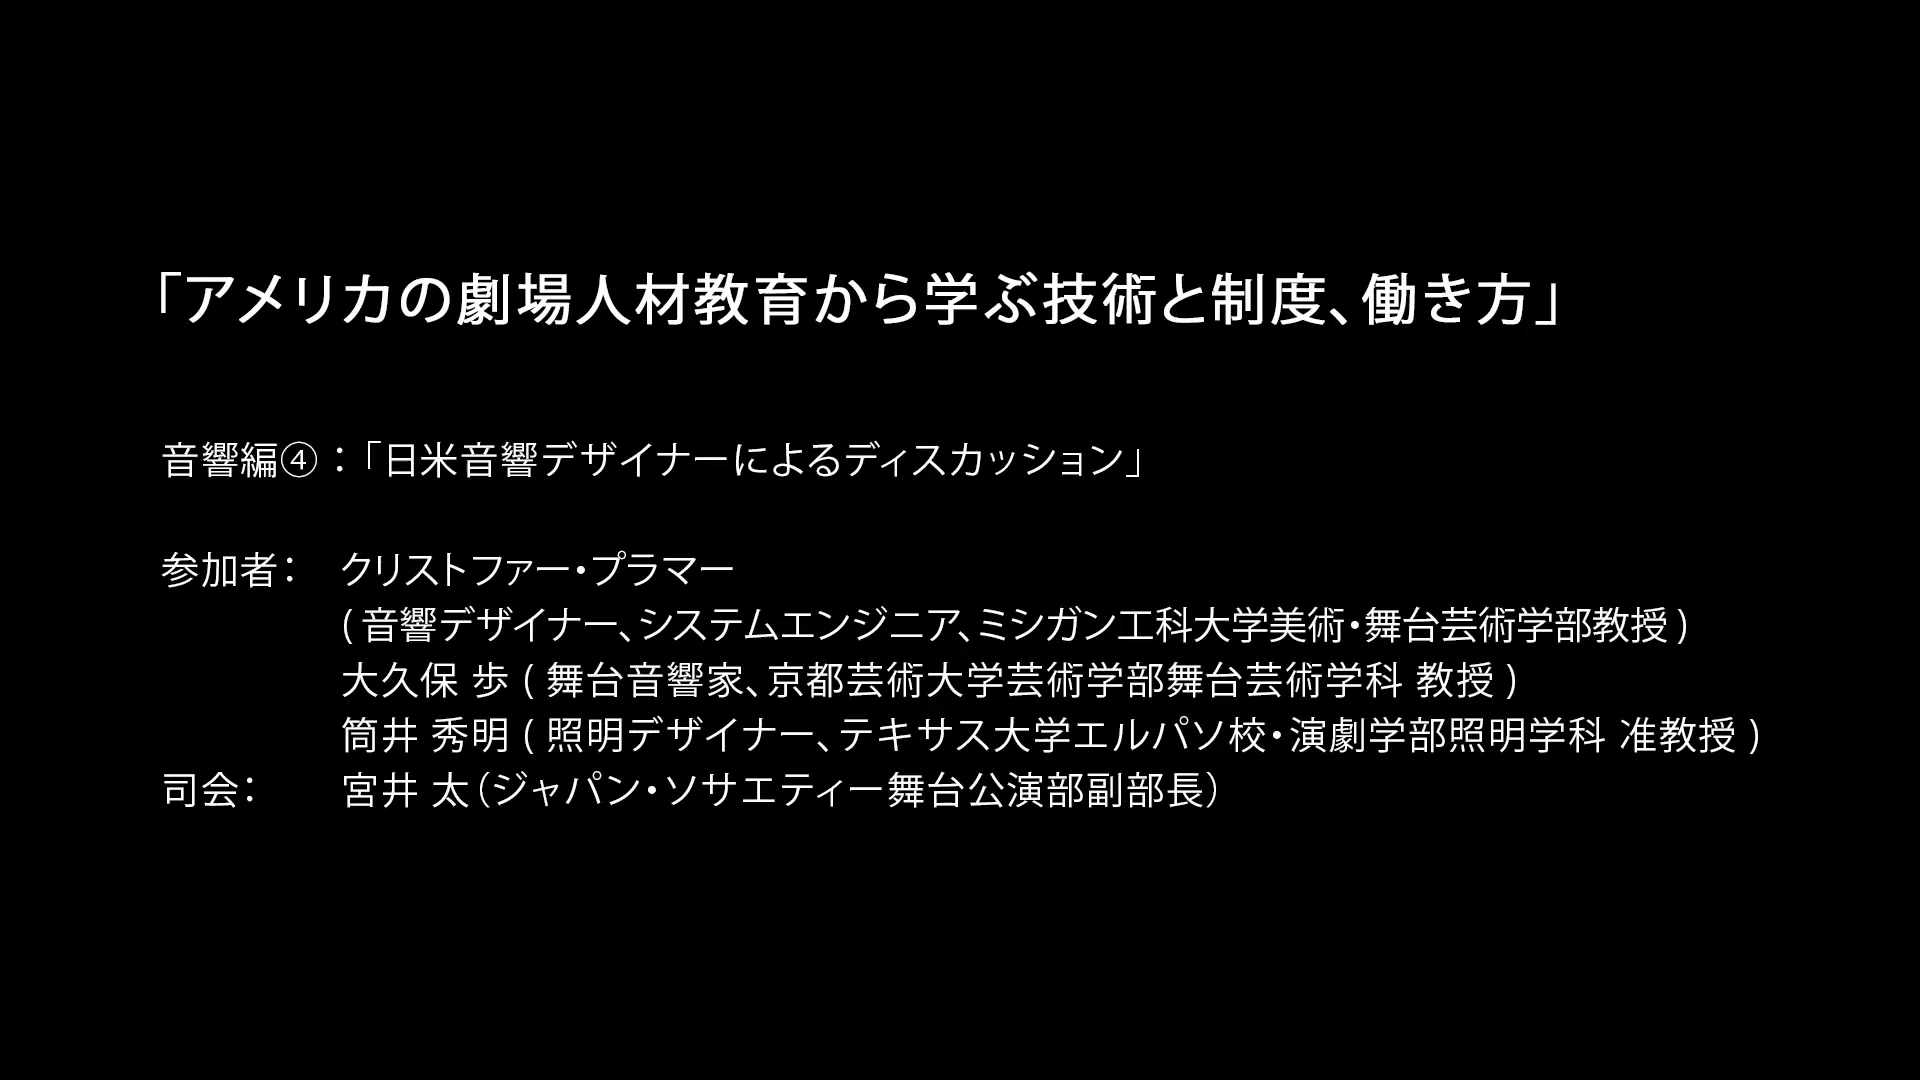 「アメリカの劇場人材教育から学ぶ技術と制度、働き方」
音響編④：「日米音響デザイナーによるディスカッション」
参加者： クリストファー・プラマー
( 音響デザイナー、システムエンジニア、ミシガン工科大学美術・舞台芸術学部教授 )
大久保 歩 ( 舞台音響家、京都芸術大学芸術学部舞台芸術学科 教授 )
筒井 秀明 ( 照明デザイナー、テキサス大学エルパソ校・演劇学部照明学科 准教授 )
司会： 宮井 太（ジャパン・ソサエティー舞台公演部副部長）